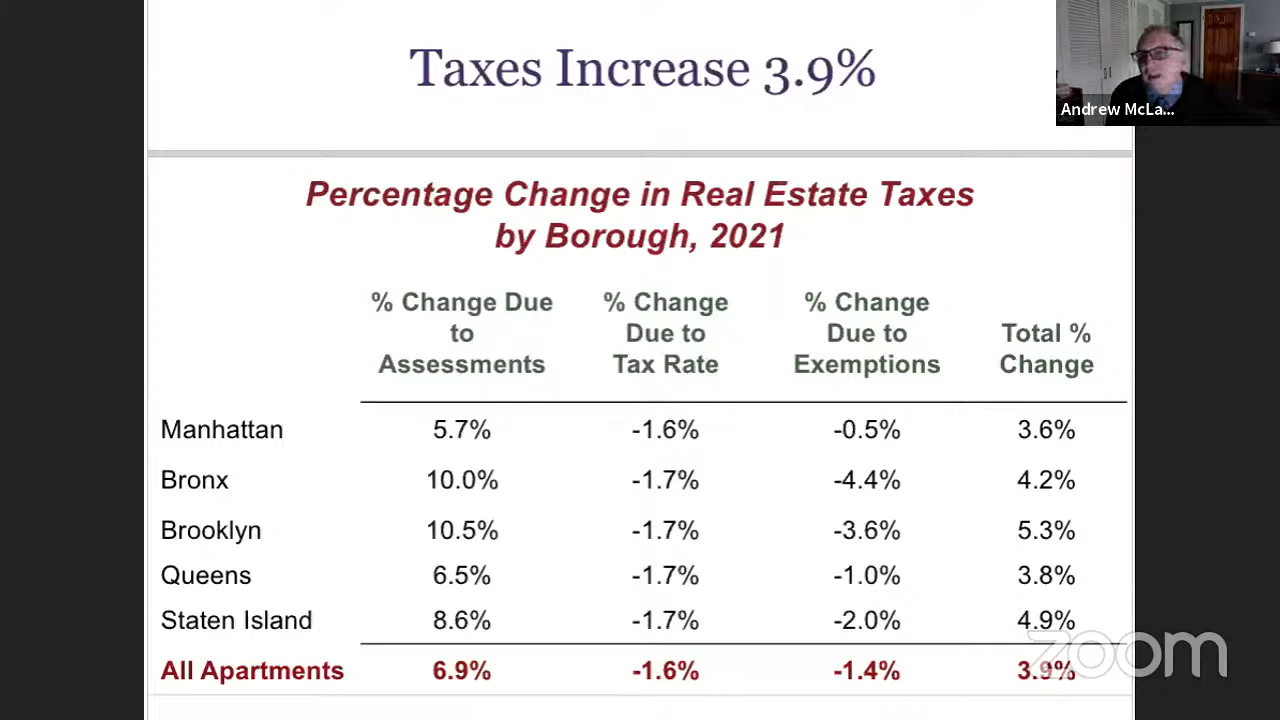 Taxes Increase 3.9%
Andrew McLa...
Percentage Change in Real Estate Taxes
by Borough, 2021
% Change Due to Assessments % Change Due to Tax Rate % Change Due to Exemptions Total % Change
Manhattan 5.7% -1.6% -0.5% 3.6%
Bronx 10.0% -1.7% -4.4% 4.2%
Brooklyn 10.5% -1.7% -3.6% 5.3%
Queens 6.5% -1.7% -1.0% 3.8%
Staten Island 8.6% -1.7% -2.0% 4.9%
All Apartments 6.9% -1.6% -1.4% 3.9%
zoom